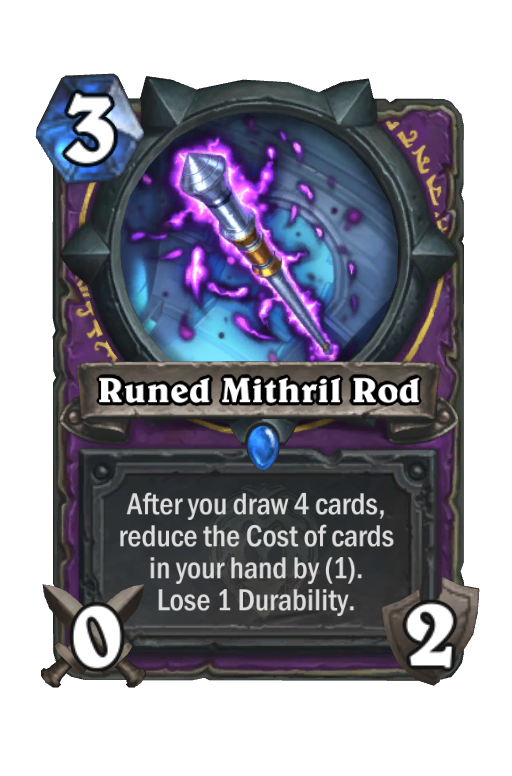 3
Runed Mithril Rod
After you draw 4 cards,
reduce the Cost of cards
in your hand by (1).
Lose 1 Durability.
0
2